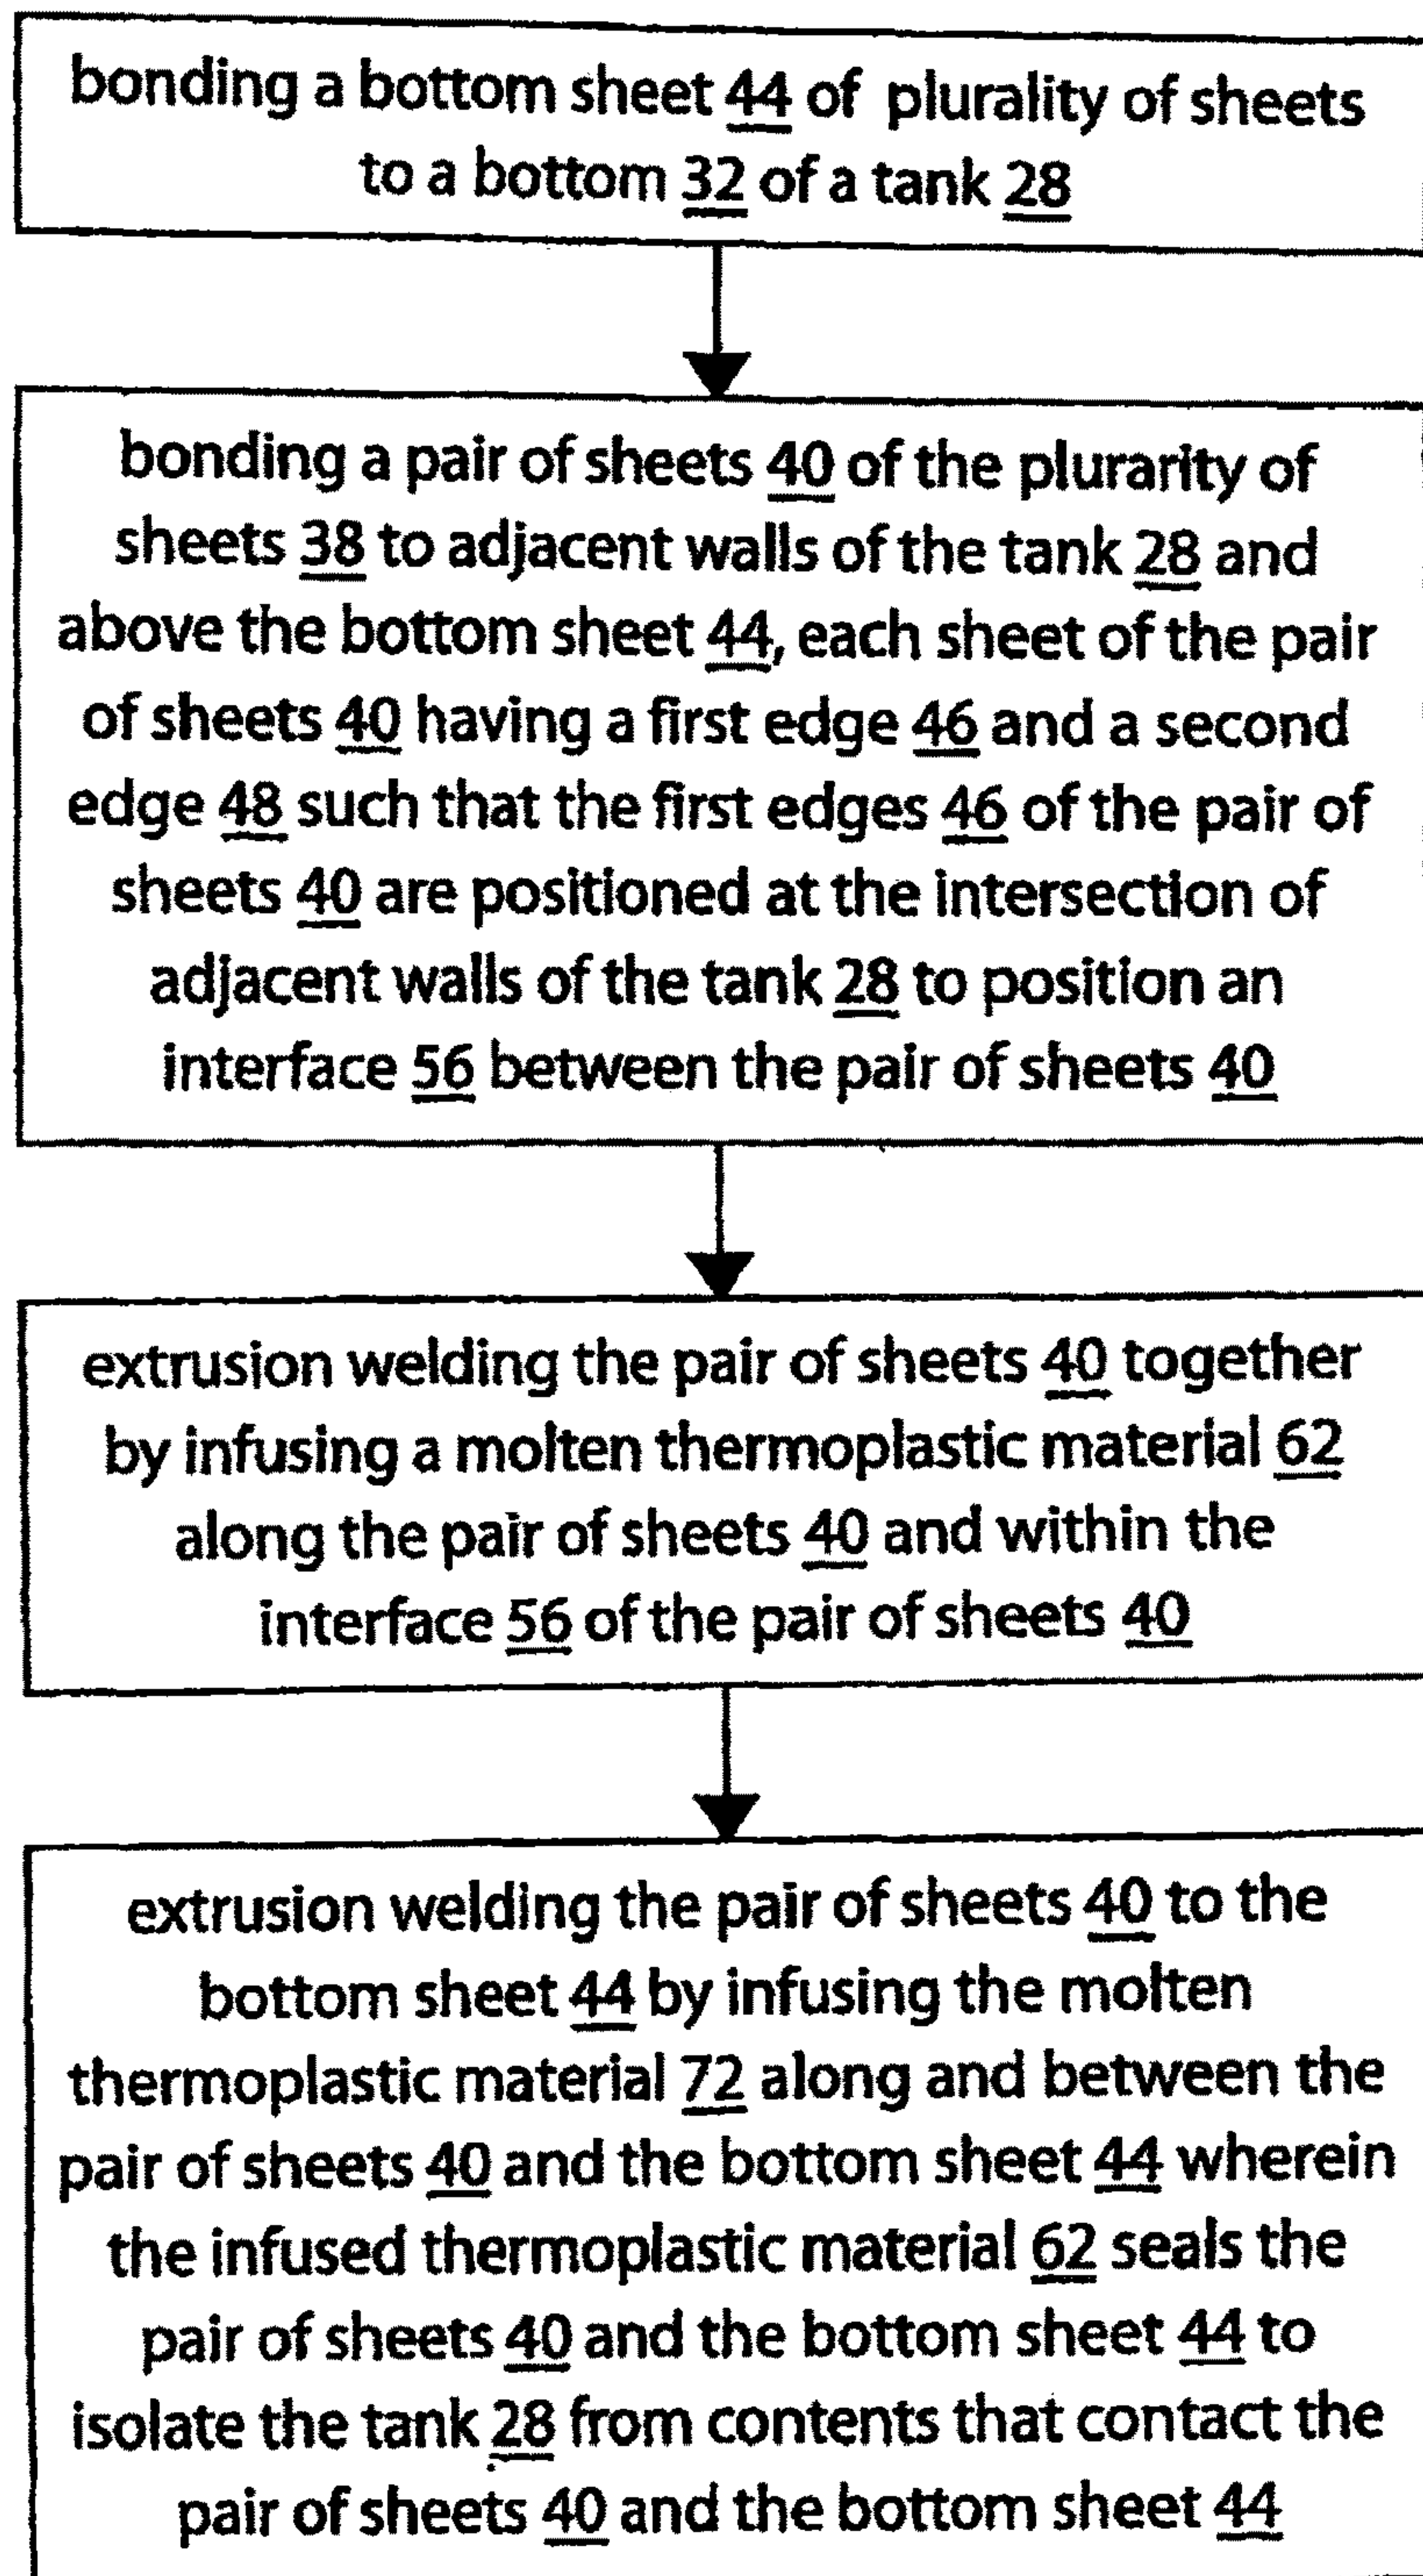 bonding a bottom sheet 44 of plurality of sheets
to a bottom 32 of a tank 28
bonding a pair of sheets 40 of the plurarity of
sheets 38 to adjacent walls of the tank 28 and
above the bottom sheet 44, each sheet of the pair
of sheets 40 having a first edge 46 and a second
edge 48 such that the first edges 46 of the pair of
sheets 40 are positioned at the intersection of
adjacent walls of the tank 28 to position an
interface 56 between the pair of sheets 40
extrusion welding the pair of sheets 40 together
by infusing a molten thermoplastic material 62
along the pair of sheets 40 and within the
interface 56 of the pair of sheets 40
extrusion welding the pair of sheets 40 to the
bottom sheet 44 by infusing the molten
thermoplastic material 72 along and between the
pair of sheets 40 and the bottom sheet 44 wherein
the infused thermoplastic material 62 seals the
pair of sheets 40 and the bottom sheet 44 to
isolate the tank 28 from contents that contact the
pair of sheets 40 and the bottom sheet 44